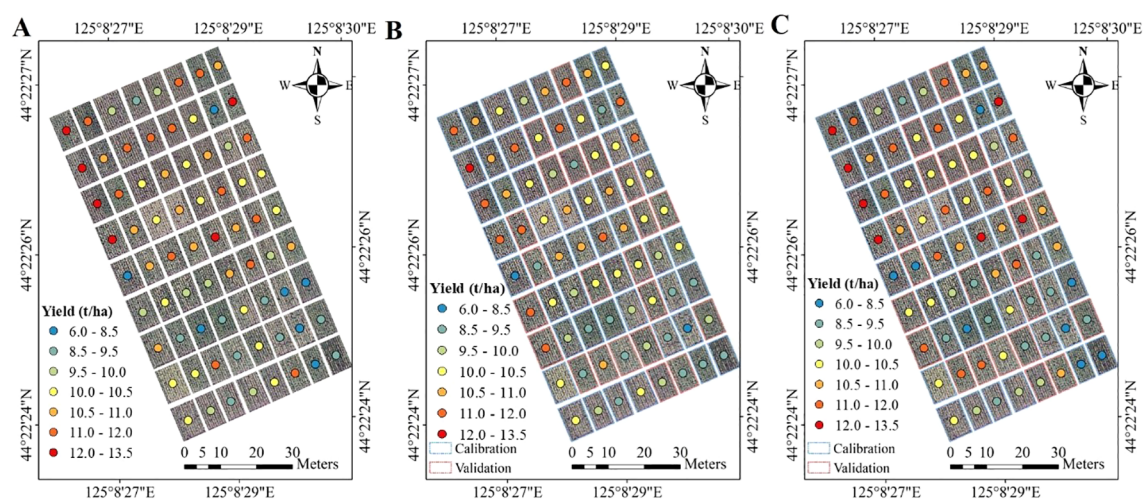 A
125°8'27"E 125°8'29"E 125°8'30"E
44°22'27"N
44°22'26"N
44°22'24"N
N
W E
S
Yield (t/ha)
6.0 - 8.5
8.5 - 9.5
9.5 - 10.0
10.0 - 10.5
10.5 - 11.0
11.0 - 12.0
12.0 - 13.5
0 5 10 20 30
Meters
44°22'26"N
44°22'24"N
125°8'27"E 125°8'29"E
B
125°8'27"E 125°8'29"E 125°8'30"E
44°22'27"N
44°22'26"N
44°22'24"N
N
W E
S
Yield (t/ha)
6.0 - 8.5
8.5 - 9.5
9.5 - 10.0
10.0 - 10.5
10.5 - 11.0
11.0 - 12.0
12.0 - 13.5
Calibration
Validation
0 5 10 20 30
Meters
44°22'26"N
44°22'24"N
125°8'27"E 125°8'29"E
C
125°8'27"E 125°8'29"E 125°8'30"E
44°22'27"N
44°22'26"N
44°22'24"N
N
W E
S
Yield (t/ha)
6.0 - 8.5
8.5 - 9.5
9.5 - 10.0
10.0 - 10.5
10.5 - 11.0
11.0 - 12.0
12.0 - 13.5
Calibration
Validation
0 5 10 20 30
Meters
44°22'26"N
44°22'24"N
125°8'27"E 125°8'29"E